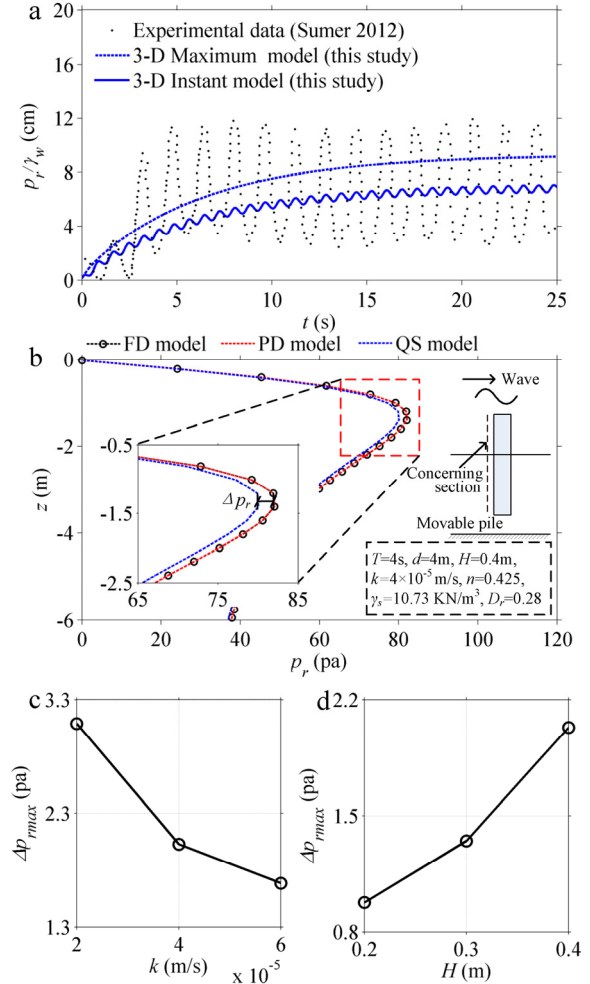 a
20
16
12
8
4
0
p_r/γ_w (cm)
Experimental data (Sumer 2012)
3-D Maximum model (this study)
3-D Instant model (this study)
0 5 10 15 20 25
t (s)
b
FD model PD model QS model
0
-2
-4
-6
z (m)
-0.5
-1.5
-2.5
65 75 85
Δp_r
Wave
Concerning
section
Movable pile
T=4s, d=4m, H=0.4m,
k=4×10⁻⁵ m/s, n=0.425,
γ_s=10.73 KN/m³, D_r=0.28
0 20 40 60 80 100 120
p_r (pa)
c
3.3
2.3
1.3
Δp_rmax (pa)
2 4 6
k (m/s)
x 10⁻⁵
d
2.2
1.5
0.8
Δp_rmax (pa)
0.2 0.3 0.4
H (m)